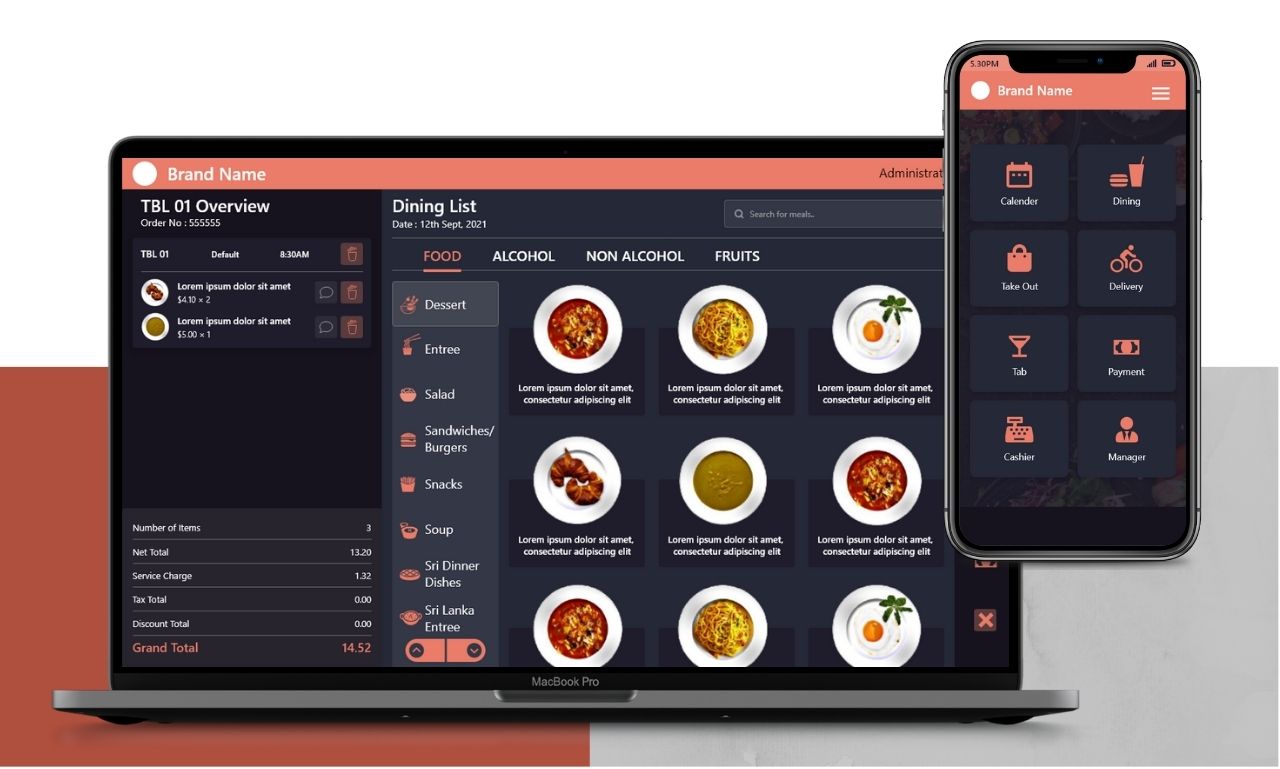 Brand Name
Administrat
TBL 01 Overview
Order No : 555555
TBL 01 Default 8:30AM
Lorem ipsum dolor sit amet
$4.10 × 2
Lorem ipsum dolor sit amet
$5.00 × 1
Number of Items 3
Net Total 13.20
Service Charge 1.32
Tax Total 0.00
Discount Total 0.00
Grand Total 14.52
Dining List
Date : 12th Sept, 2021
Search for meals..
FOOD ALCOHOL NON ALCOHOL FRUITS
Dessert
Entree
Salad
Sandwiches/
Burgers
Snacks
Soup
Sri Dinner
Dishes
Sri Lanka
Entree
Lorem ipsum dolor sit amet,
consectetur adipiscing elit
Lorem ipsum dolor sit amet,
consectetur adipiscing elit
Lorem ipsum dolor sit amet,
consectetur adipiscing elit
Lorem ipsum dolor sit amet,
consectetur adipiscing elit
Lorem ipsum dolor sit amet,
consectetur adipiscing elit
Lorem ipsum dolor sit amet,
consectetur adipiscing elit
MacBook Pro
5.30PM
Brand Name
Calender
Dining
Take Out
Delivery
Tab
Payment
Cashier
Manager